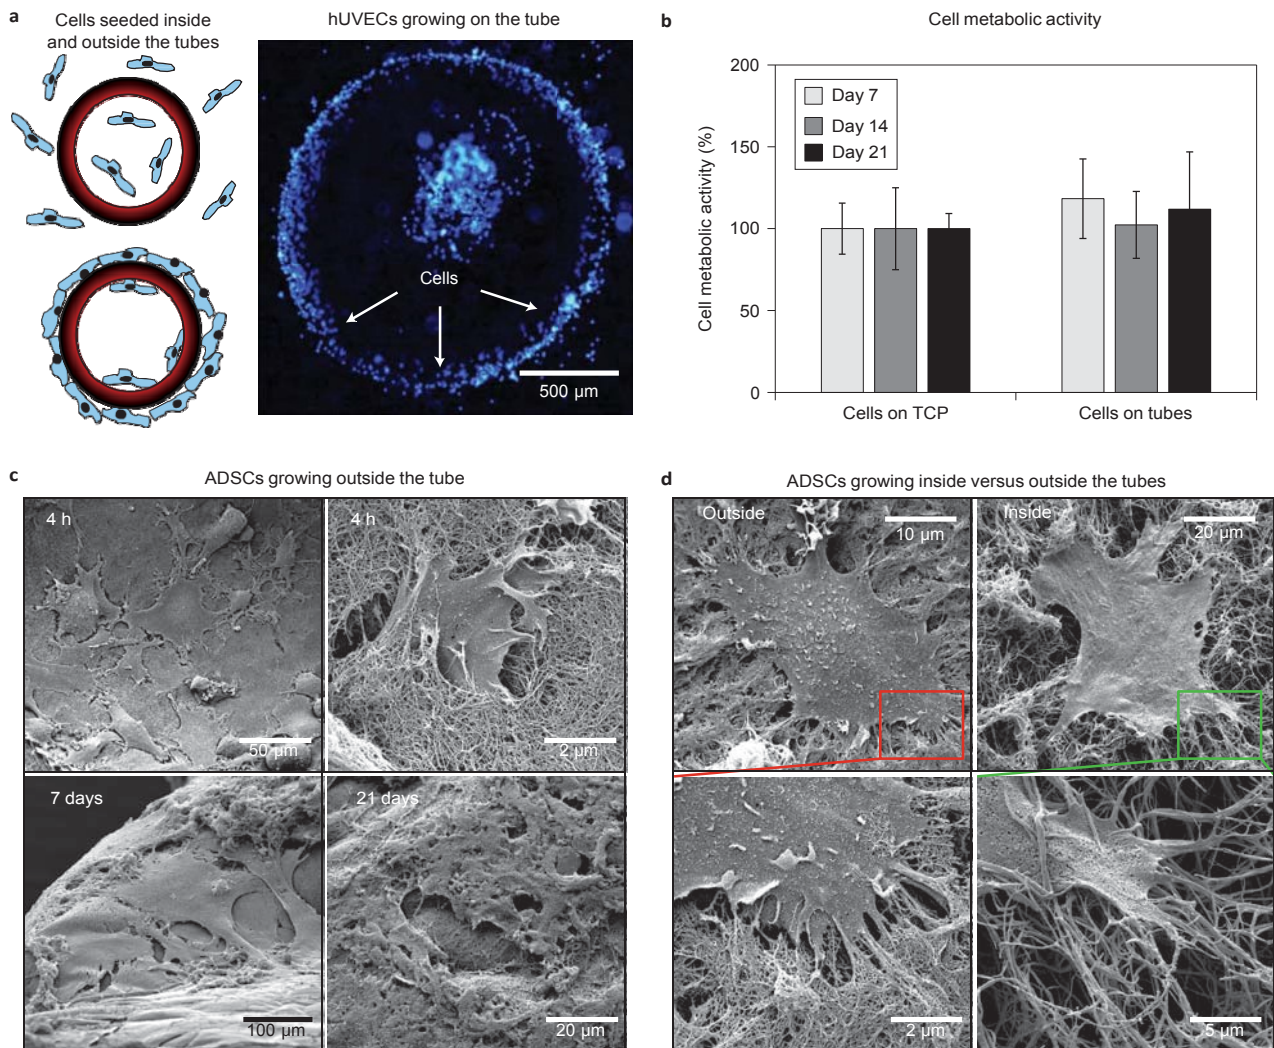 a
Cells seeded inside
and outside the tubes
hUVECs growing on the tube
Cells
500 µm
b
Cell metabolic activity
Cell metabolic activity (%)
200
150
100
50
0
Day 7
Day 14
Day 21
Cells on TCP
Cells on tubes
c
ADSCs growing outside the tube
4 h
50 µm
4 h
2 µm
7 days
100 µm
21 days
20 µm
d
ADSCs growing inside versus outside the tubes
Outside
10 µm
Inside
20 µm
2 µm
5 µm